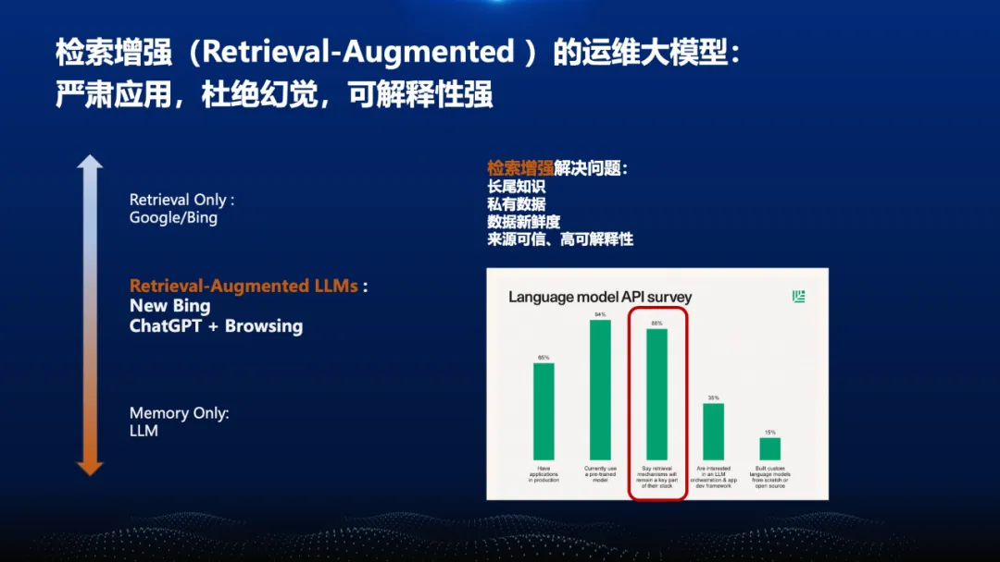 检索增强（Retrieval-Augmented ）的运维大模型：
严肃应用，杜绝幻觉，可解释性强
Retrieval Only :
Google/Bing
Retrieval-Augmented LLMs :
New Bing
ChatGPT + Browsing
Memory Only:
LLM
检索增强解决问题：
长尾知识
私有数据
数据新鲜度
来源可信、高可解释性
Language model API survey
66%
94%
88%
38%
15%
Have
applications
in production
Currently use
a pre-trained
model
Say retrieval
mechanisms will
remain a key part
of their stack
Are interested
in an LLM
orchestration & app
dev framework
Built custom
language models
from scratch or
open source